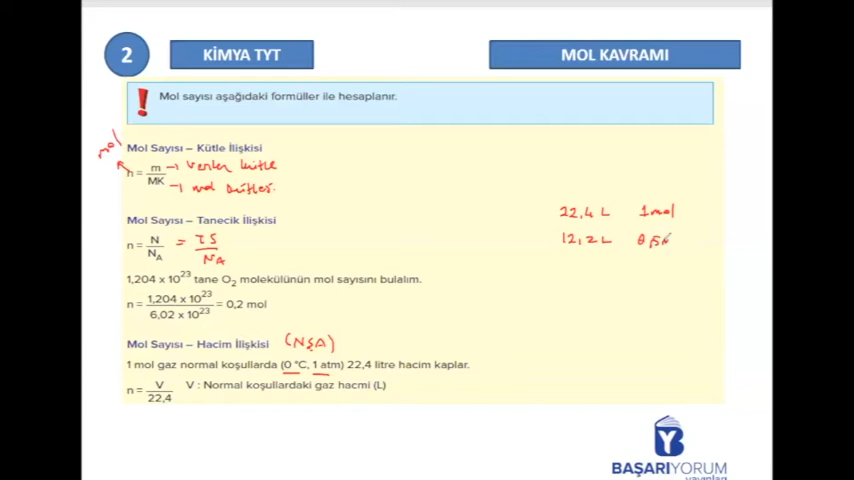 2
KİMYA TYT
MOL KAVRAMI
Mol sayısı aşağıdaki formüller ile hesaplanır.
Mol Sayısı – Kütle İlişkisi
mol
n = m/MK
→ verilen kütle
→ 1 mol kütlesi
Mol Sayısı – Tanecik İlişkisi
n = N/NA = TS/NA
22,4 L 1 mol
12,2 L 0,5
1,204 x 10²³ tane O₂ molekülünün mol sayısını bulalım.
n = 1,204 x 10²³/6,02 x 10²³ = 0,2 mol
Mol Sayısı – Hacim İlişkisi (NŞA)
1 mol gaz normal koşullarda (0 °C, 1 atm) 22,4 litre hacim kaplar.
n = V/22,4 V : Normal koşullardaki gaz hacmi (L)
BAŞARIYORUM
yayınları